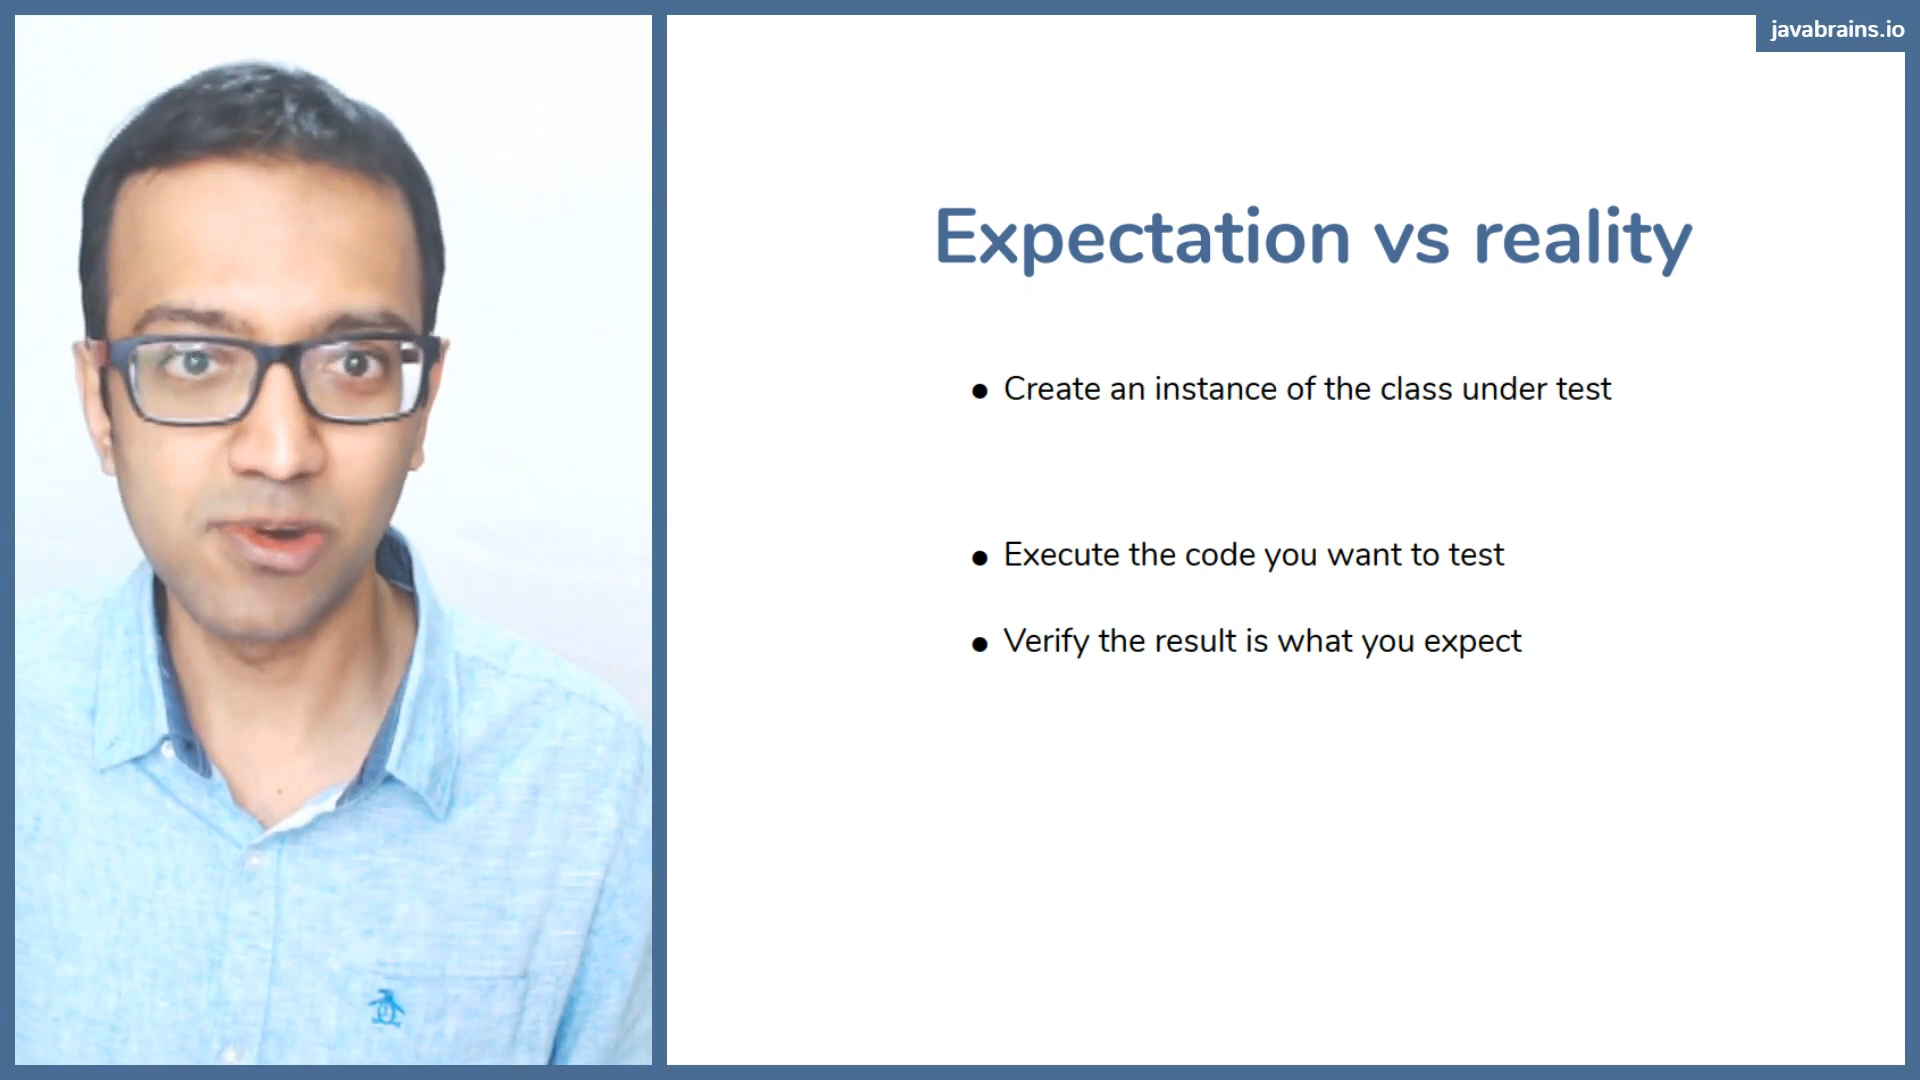 javabrains.io
Expectation vs reality
● Create an instance of the class under test
● Execute the code you want to test
● Verify the result is what you expect